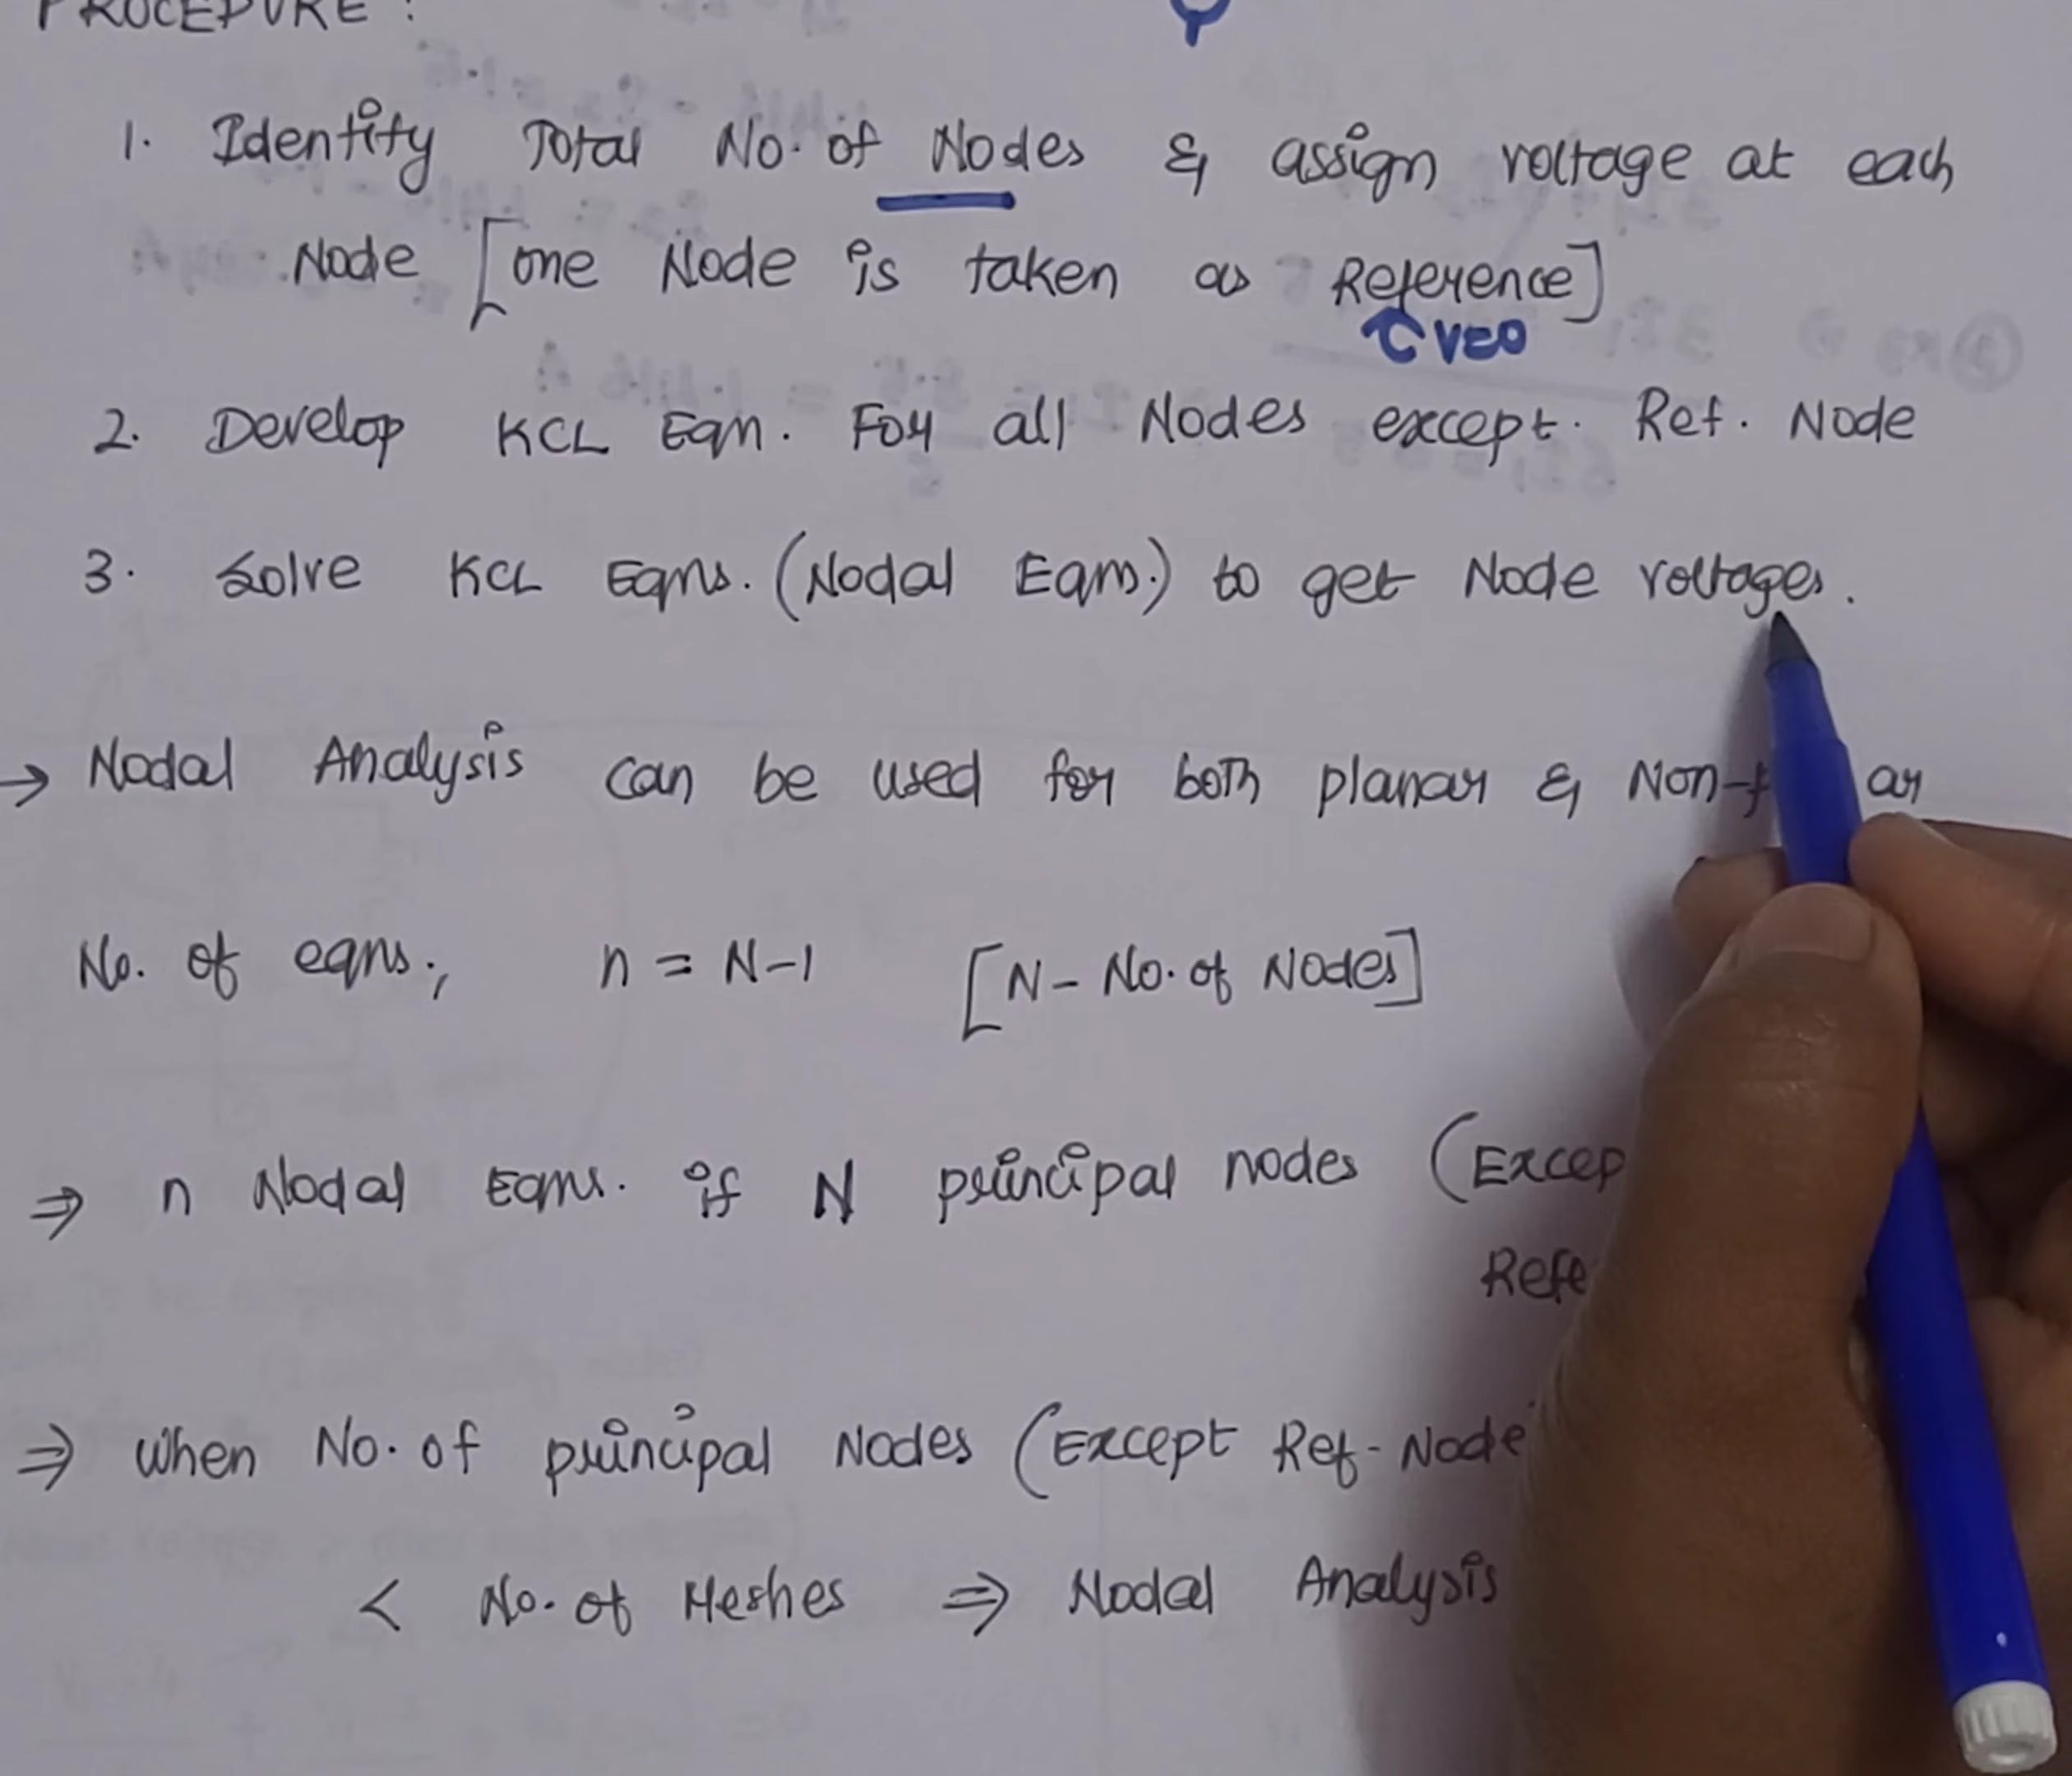 PROCEDURE :
1. Identify Total No. of Nodes & assign voltage at each
Node [one Node is taken as Reference]
V=0
2. Develop KCL Eqn. For all Nodes except. Ref. Node
3. Solve KCL Eqns. (Nodal Eqns.) to get Node voltages.
→ Nodal Analysis can be used for both planar & Non-p ar
No. of eqns., n = N-1 [N - No. of Nodes]
⇒ n Nodal Eqns. if N principal nodes (Excep
Refe
⇒ when No. of principal Nodes (Except Ref-Node
< No. of Meshes ⇒ Nodal Analysis